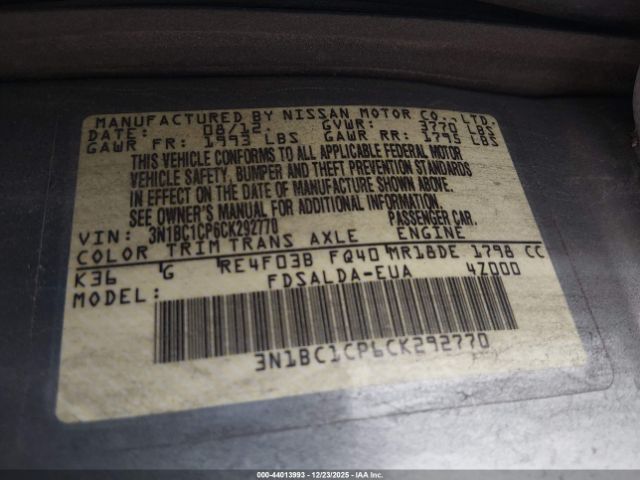 MANUFACTURED BY NISSAN MOTOR CO., LTD.
DATE: 08/12 GVWR: 3770 LBS
GAWR FR: 1993 LBS GAWR RR: 1795 LBS
THIS VEHICLE CONFORMS TO ALL APPLICABLE FEDERAL MOTOR
VEHICLE SAFETY, BUMPER AND THEFT PREVENTION STANDARDS
IN EFFECT ON THE DATE OF MANUFACTURE SHOWN ABOVE.
SEE OWNER'S MANUAL FOR ADDITIONAL INFORMATION.
VIN: 3N1BC1CP6CK292770 PASSENGER CAR.
COLOR TRIM TRANS AXLE ENGINE
K36 G RE4F03B FQ40 MR18DE 1798 CC
MODEL: FDSALDA-EUA 4Z000
3N1BC1CP6CK292770
000-44013993 12/23/2025 IAA, Inc.